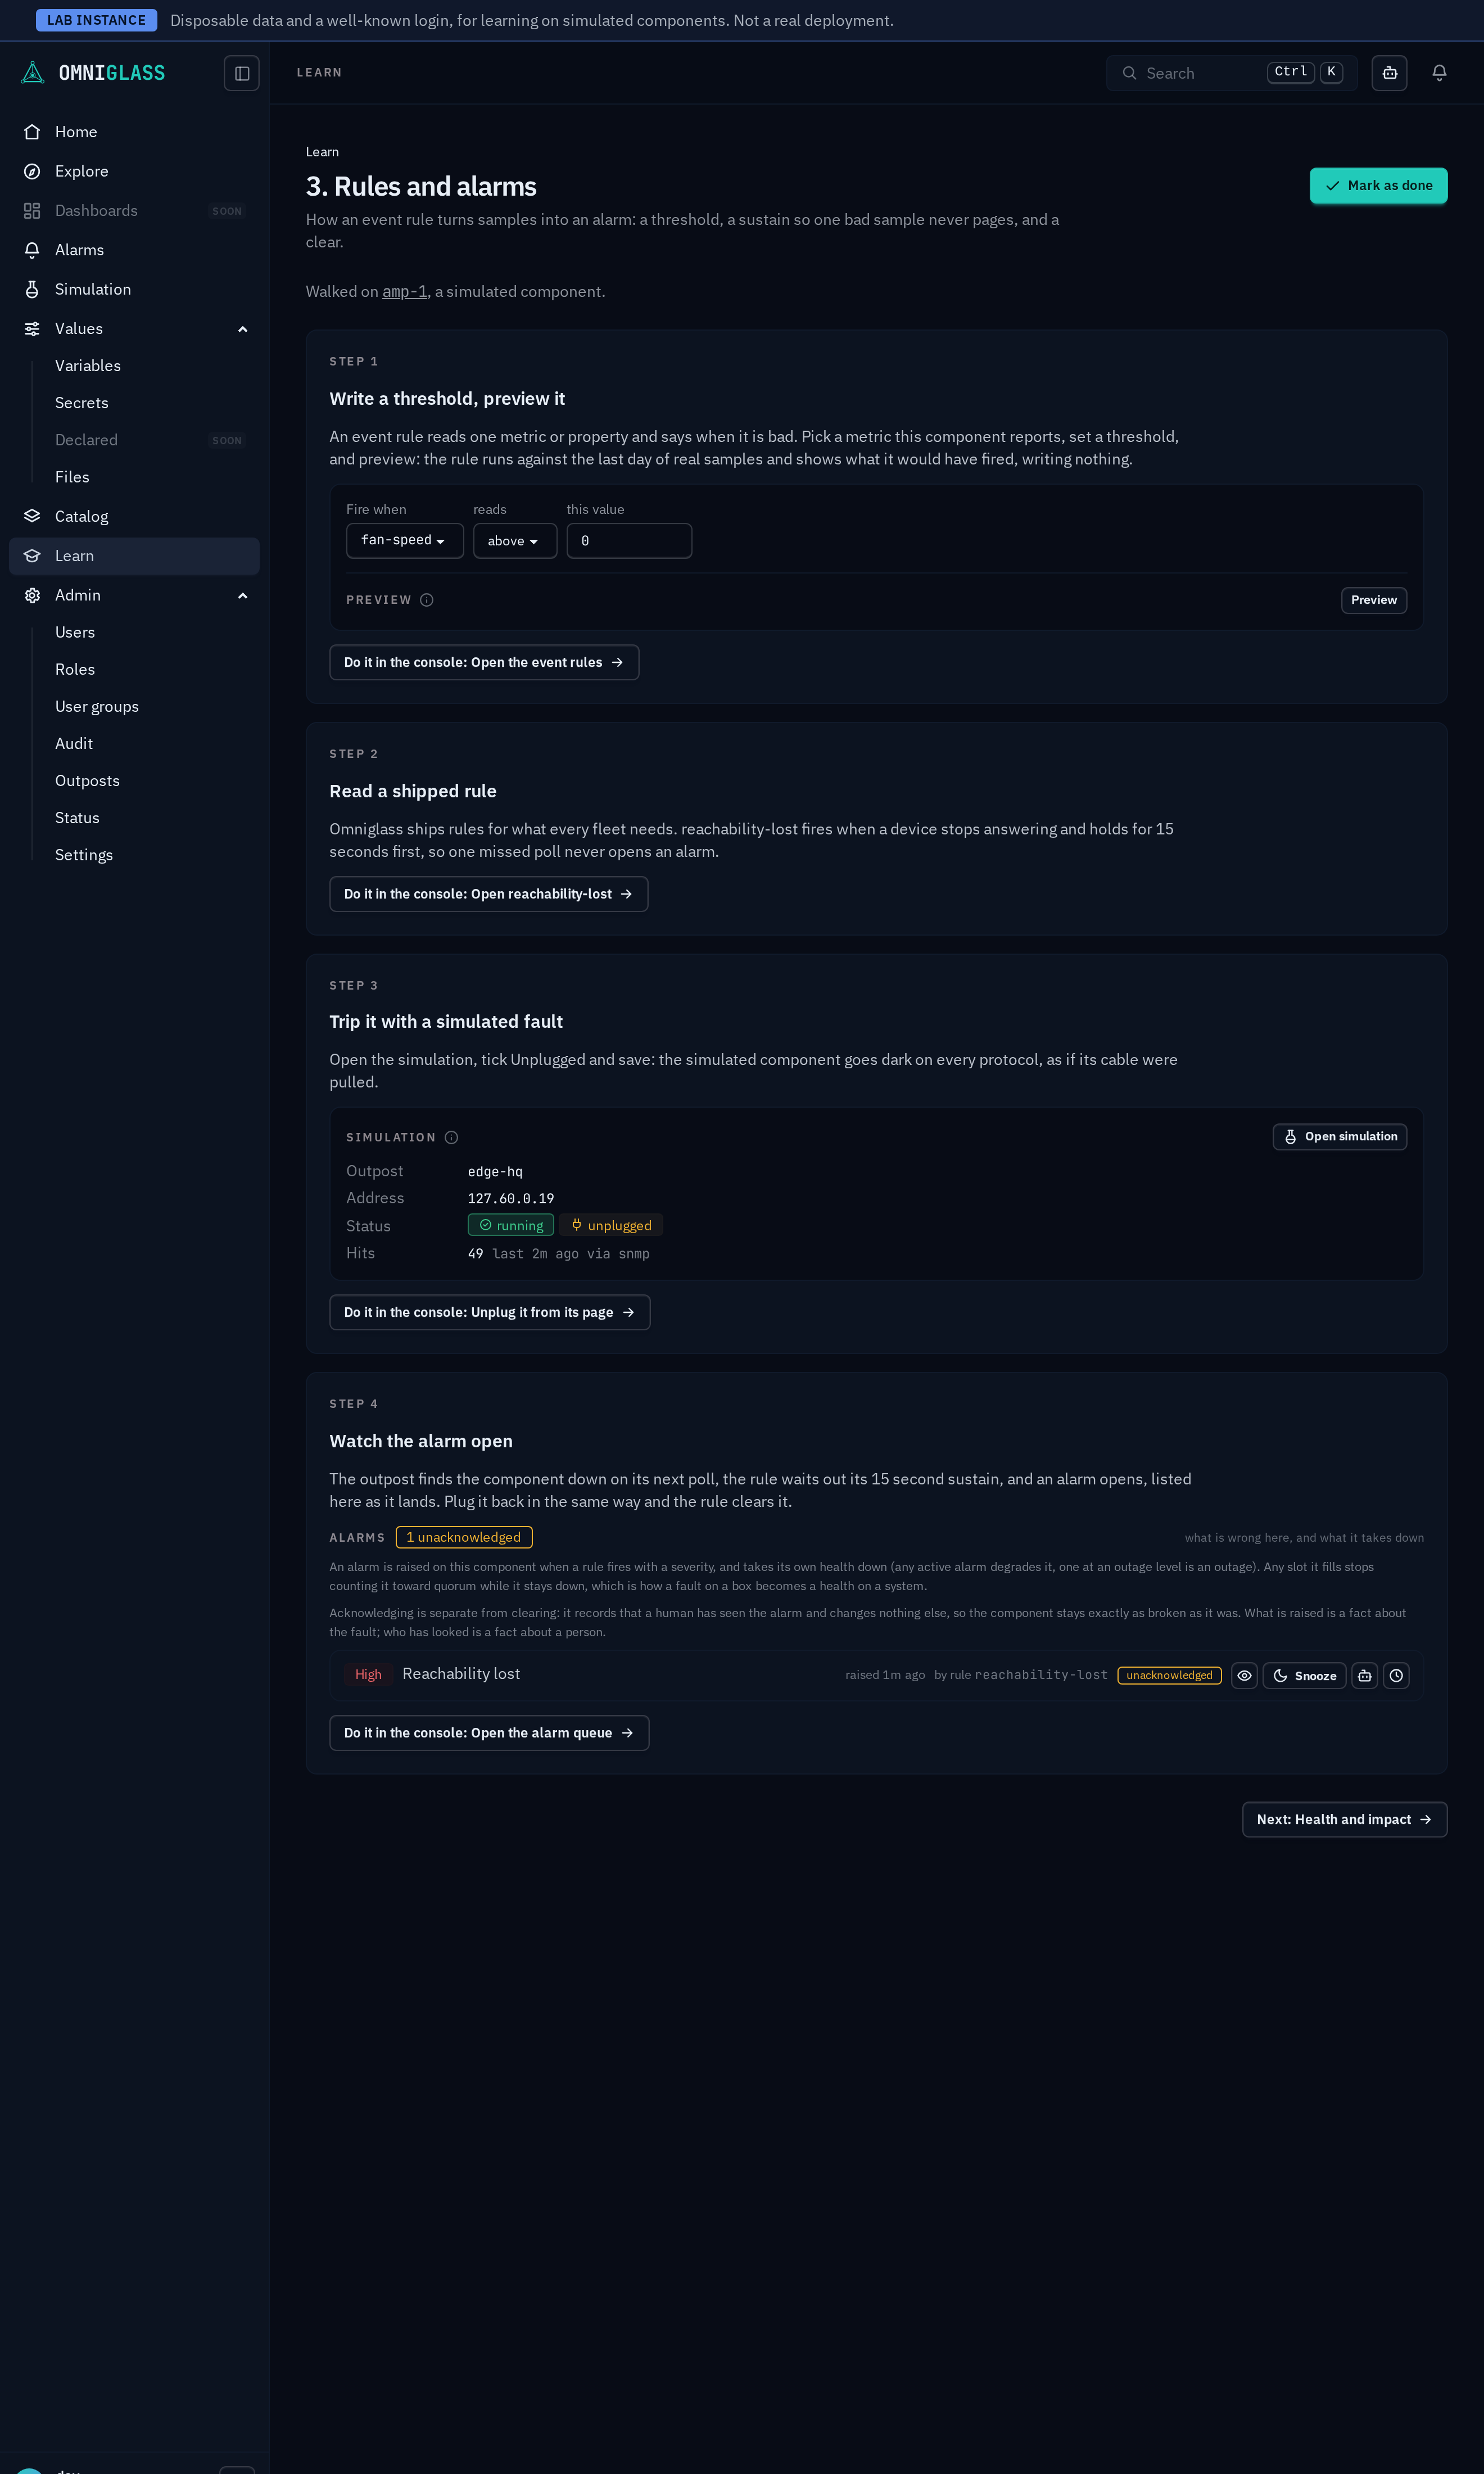 LAB INSTANCE Disposable data and a well-known login, for learning on simulated components. Not a real deployment.
OMNIGLASS
LEARN
Search Ctrl K
Home
Explore
Dashboards SOON
Alarms
Simulation
Values
Variables
Secrets
Declared SOON
Files
Catalog
Learn
Admin
Users
Roles
User groups
Audit
Outposts
Status
Settings
Learn
3. Rules and alarms
Mark as done
How an event rule turns samples into an alarm: a threshold, a sustain so one bad sample never pages, and a
clear.
Walked on amp-1, a simulated component.
STEP 1
Write a threshold, preview it
An event rule reads one metric or property and says when it is bad. Pick a metric this component reports, set a threshold,
and preview: the rule runs against the last day of real samples and shows what it would have fired, writing nothing.
Fire when reads this value
fan-speed above 0
PREVIEW Preview
Do it in the console: Open the event rules →
STEP 2
Read a shipped rule
Omniglass ships rules for what every fleet needs. reachability-lost fires when a device stops answering and holds for 15
seconds first, so one missed poll never opens an alarm.
Do it in the console: Open reachability-lost →
STEP 3
Trip it with a simulated fault
Open the simulation, tick Unplugged and save: the simulated component goes dark on every protocol, as if its cable were
pulled.
SIMULATION Open simulation
Outpost edge-hq
Address 127.60.0.19
Status running unplugged
Hits 49 last 2m ago via snmp
Do it in the console: Unplug it from its page →
STEP 4
Watch the alarm open
The outpost finds the component down on its next poll, the rule waits out its 15 second sustain, and an alarm opens, listed
here as it lands. Plug it back in the same way and the rule clears it.
ALARMS 1 unacknowledged what is wrong here, and what it takes down
An alarm is raised on this component when a rule fires with a severity, and takes its own health down (any active alarm degrades it, one at an outage level is an outage). Any slot it fills stops
counting it toward quorum while it stays down, which is how a fault on a box becomes a health on a system.
Acknowledging is separate from clearing: it records that a human has seen the alarm and changes nothing else, so the component stays exactly as broken as it was. What is raised is a fact about
the fault; who has looked is a fact about a person.
High Reachability lost raised 1m ago by rule reachability-lost unacknowledged Snooze
Do it in the console: Open the alarm queue →
Next: Health and impact →